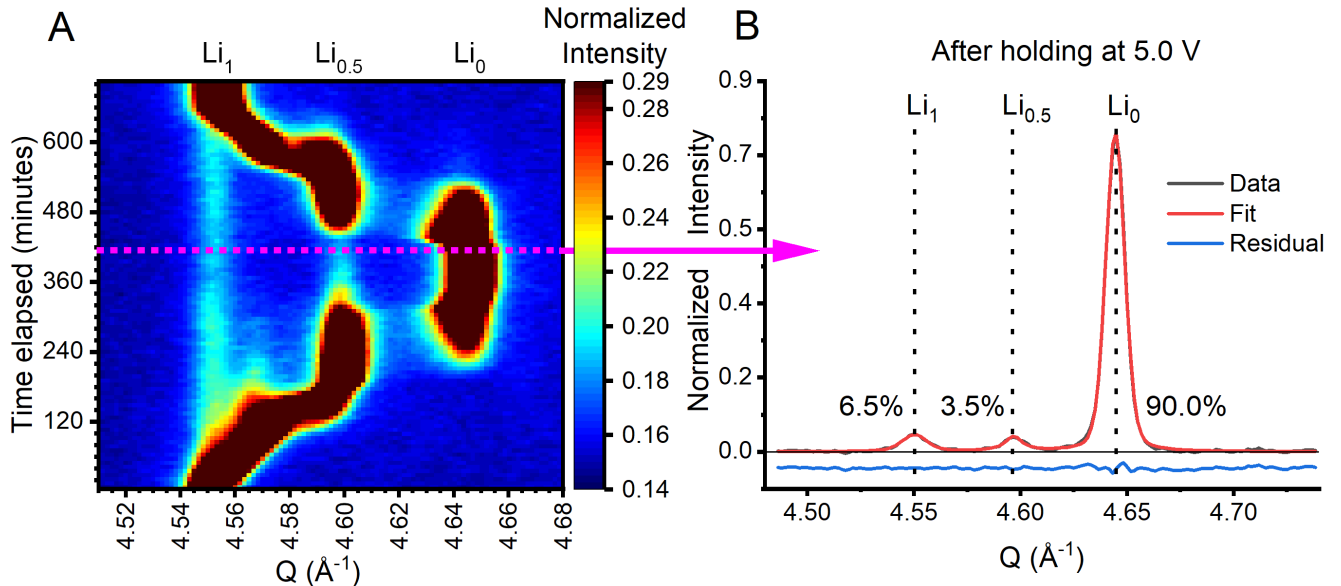 A
Li₁
Li₀.₅
Li₀
Normalized
Intensity
Time elapsed (minutes)
600
480
360
240
120
4.52
4.54
4.56
4.58
4.60
4.62
4.64
4.66
4.68
Q (Å⁻¹)
0.29
0.28
0.26
0.24
0.23
0.22
0.20
0.19
0.18
0.16
0.14
B
After holding at 5.0 V
Normalized Intensity
0.9
0.7
0.5
0.4
0.2
0.0
Li₁
Li₀.₅
Li₀
Data
Fit
Residual
6.5%
3.5%
90.0%
4.50
4.55
4.60
4.65
4.70
Q (Å⁻¹)